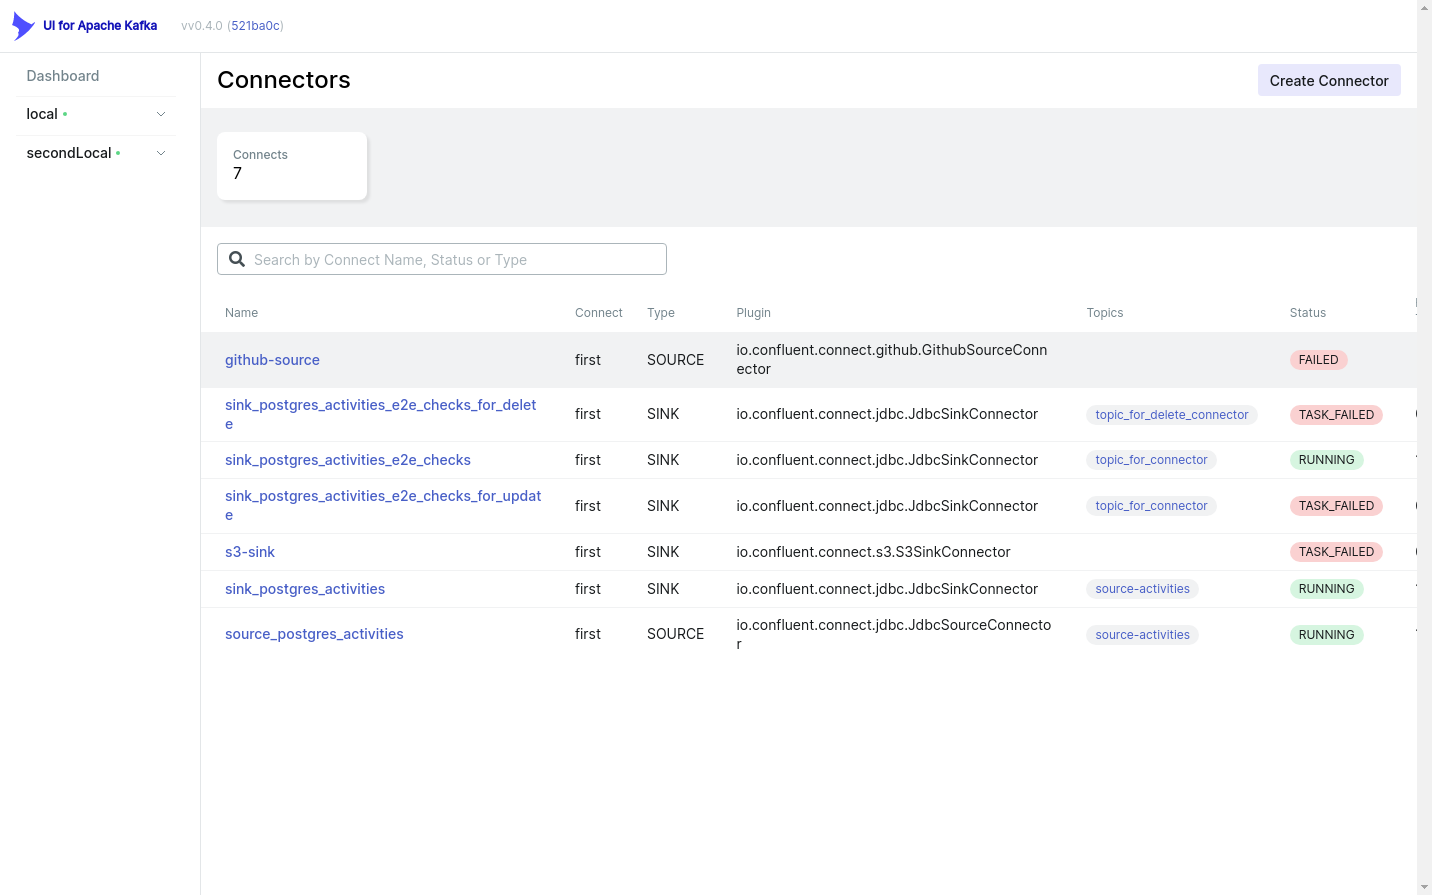 UI for Apache Kafka vv0.4.0 (521ba0c)
Dashboard
local
secondLocal
Connectors
Create Connector
Connects
7
Search by Connect Name, Status or Type
Name Connect Type Plugin Topics Status
github-source first SOURCE io.confluent.connect.github.GithubSourceConn
ector FAILED
sink_postgres_activities_e2e_checks_for_delet
e first SINK io.confluent.connect.jdbc.JdbcSinkConnector topic_for_delete_connector TASK_FAILED
sink_postgres_activities_e2e_checks first SINK io.confluent.connect.jdbc.JdbcSinkConnector topic_for_connector RUNNING
sink_postgres_activities_e2e_checks_for_updat
e first SINK io.confluent.connect.jdbc.JdbcSinkConnector topic_for_connector TASK_FAILED
s3-sink first SINK io.confluent.connect.s3.S3SinkConnector TASK_FAILED
sink_postgres_activities first SINK io.confluent.connect.jdbc.JdbcSinkConnector source-activities RUNNING
source_postgres_activities first SOURCE io.confluent.connect.jdbc.JdbcSourceConnecto
r source-activities RUNNING